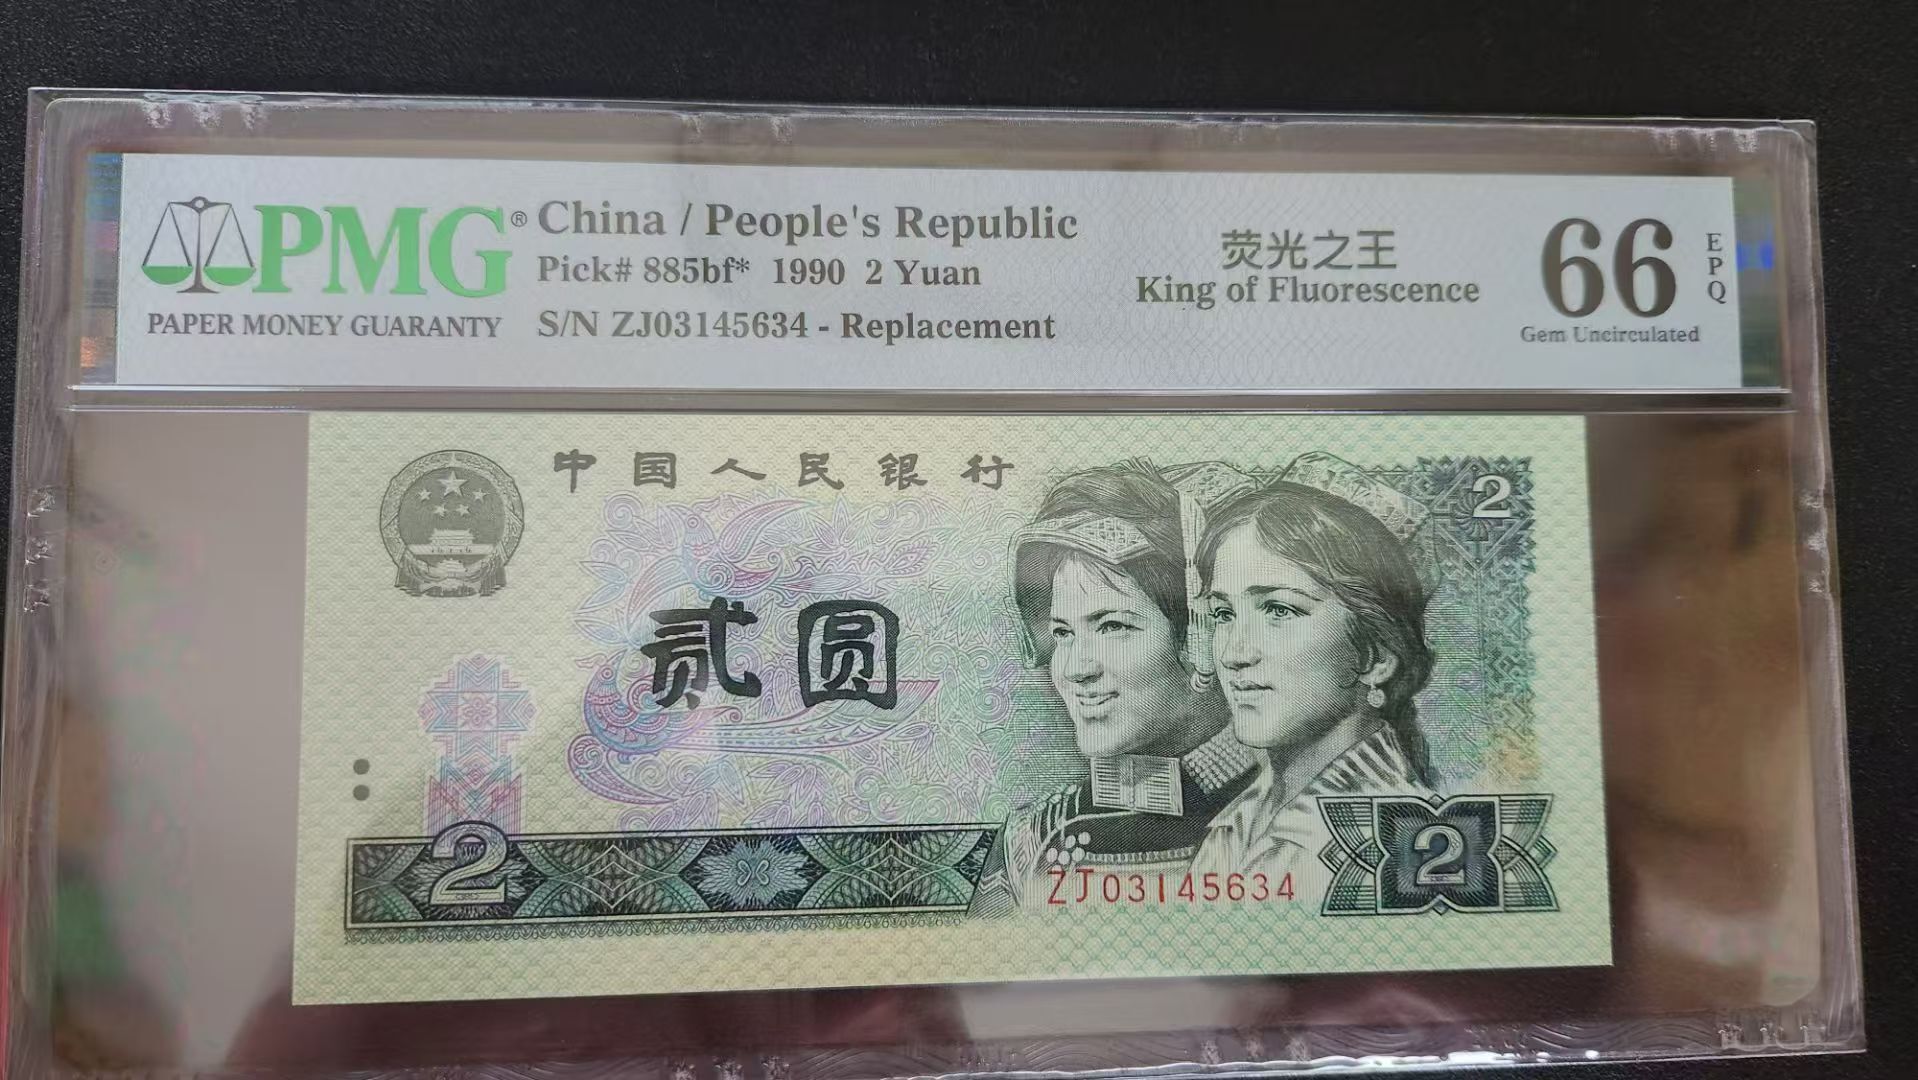 PMG®
PAPER MONEY GUARANTY
China / People's Republic
Pick# 885bf* 1990 2 Yuan
S/N ZJ03145634 - Replacement
荧光之王
King of Fluorescence
66
EPQ
Gem Uncirculated
中国人民银行
2
贰圆
2
2
ZJ03145634